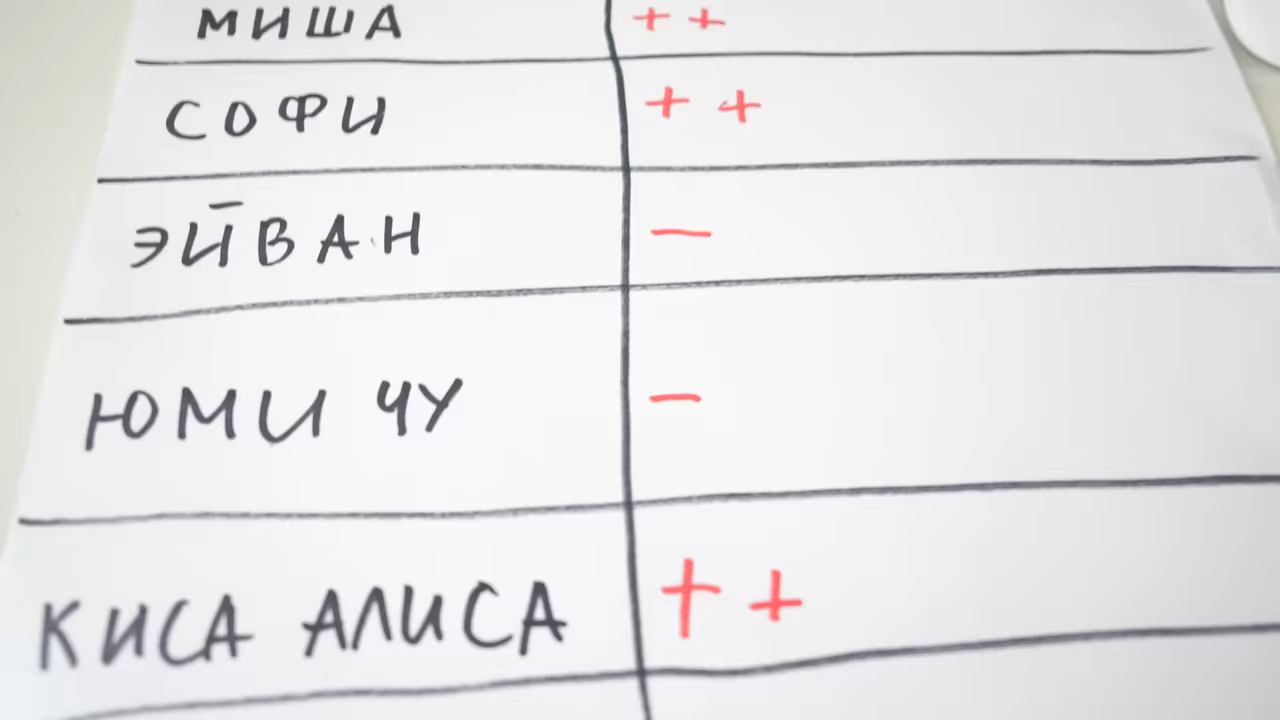 МИША ++
СОФИ ++
ЭЙВАН −
ЮМИ ЧУ −
КИСА АЛИСА ++